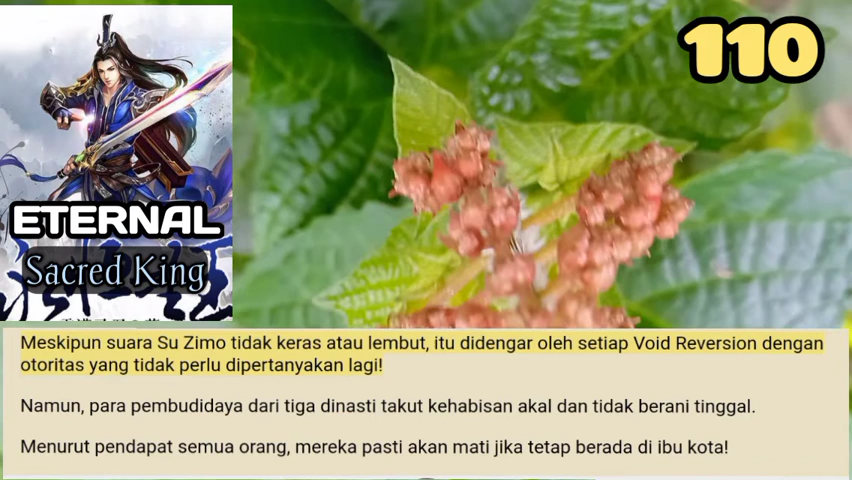 110
ETERNAL
Sacred King
Meskipun suara Su Zimo tidak keras atau lembut, itu didengar oleh setiap Void Reversion dengan
otoritas yang tidak perlu dipertanyakan lagi!
Namun, para pembudidaya dari tiga dinasti takut kehabisan akal dan tidak berani tinggal.
Menurut pendapat semua orang, mereka pasti akan mati jika tetap berada di ibu kota!